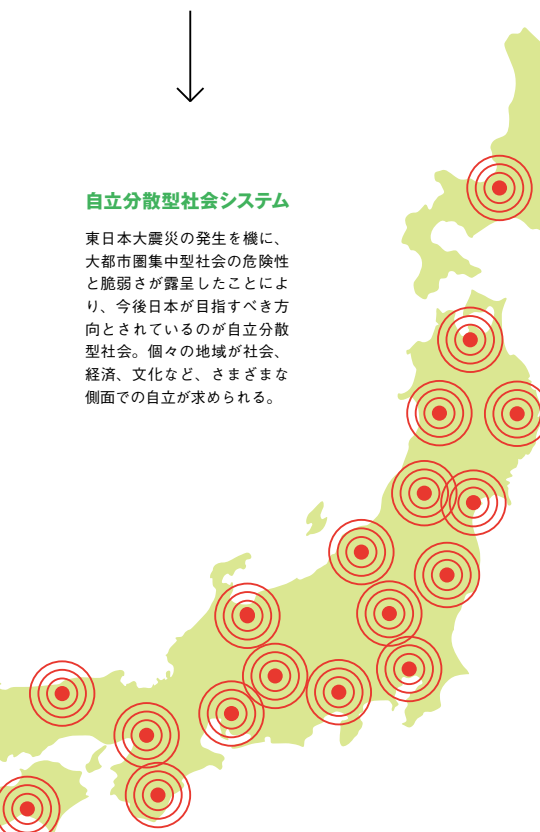 自立分散型社会システム
東日本大震災の発生を機に、
大都市圏集中型社会の危険性
と脆弱さが露呈したことによ
り、今後日本が目指すべき方
向とされているのが自立分散
型社会。個々の地域が社会、
経済、文化など、さまざまな
側面での自立が求められる。